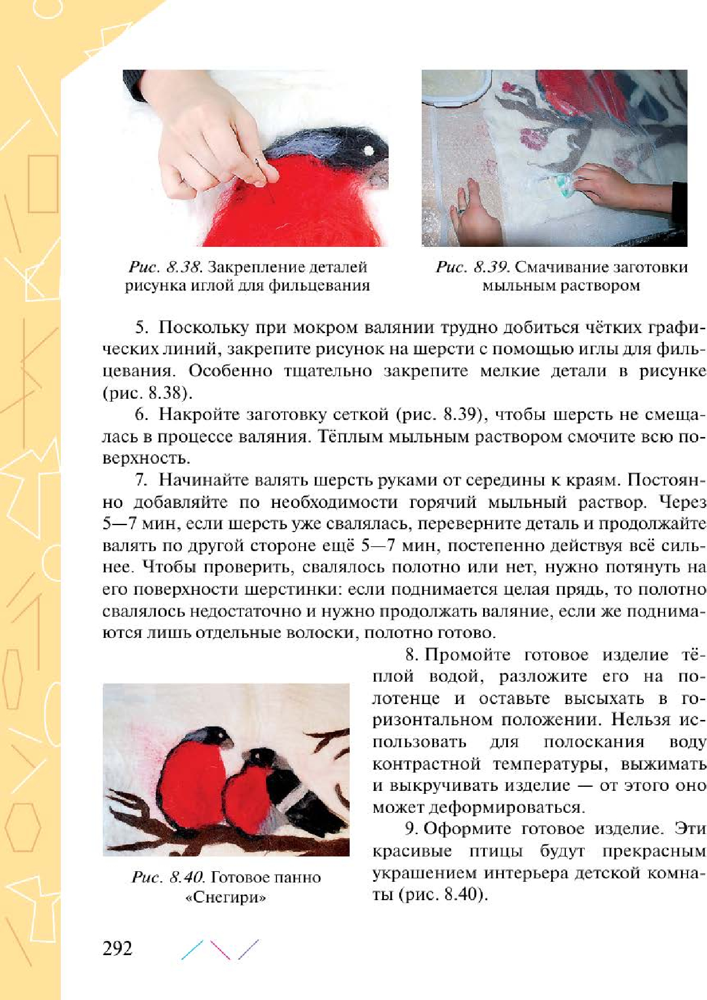 Рис. 8.38. Закрепление деталей
рисунка иглой для фильцевания
Рис. 8.39. Смачивание заготовки
мыльным раствором
5. Поскольку при мокром валянии трудно добиться чётких графи-
ческих линий, закрепите рисунок на шерсти с помощью иглы для филь-
цевания. Особенно тщательно закрепите мелкие детали в рисунке
(рис. 8.38).
6. Накройте заготовку сеткой (рис. 8.39), чтобы шерсть не смеща-
лась в процессе валяния. Тёплым мыльным раствором смочите всю по-
верхность.
7. Начинайте валять шерсть руками от середины к краям. Постоян-
но добавляйте по необходимости горячий мыльный раствор. Через
5—7 мин, если шерсть уже свалялась, переверните деталь и продолжайте
валять по другой стороне ещё 5—7 мин, постепенно действуя всё силь-
нее. Чтобы проверить, свалялось полотно или нет, нужно потянуть на
его поверхности шерстинки: если поднимается целая прядь, то полотно
свалялось недостаточно и нужно продолжать валяние, если же поднима-
ются лишь отдельные волоски, полотно готово.
8. Промойте готовое изделие тё-
плой водой, разложите его на по-
лотенце и оставьте высыхать в го-
ризонтальном положении. Нельзя ис-
пользовать для полоскания воду
контрастной температуры, выжимать
и выкручивать изделие — от этого оно
может деформироваться.
9. Оформите готовое изделие. Эти
красивые птицы будут прекрасным
украшением интерьера детской комна-
ты (рис. 8.40).
Рис. 8.40. Готовое панно
«Снегири»
292